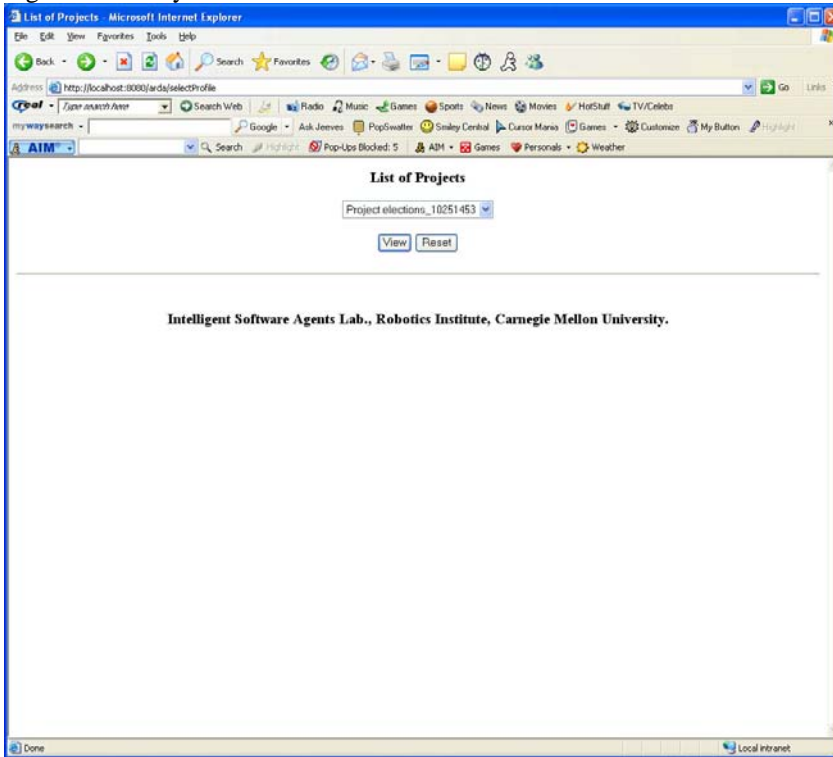 List of Projects - Microsoft Internet Explorer
File Edit View Favorites Tools Help
Back Search Favorites
Address http://localhost:8080/arda/selectProfile Go Links
Type search here Search Web Radio Music Games Sports News Movies HotStuff TV/Celebs
mywaysearch Google Ask Jeeves PopSwatter Smiley Central Cursor Mania Games Customize My Button Highlight
AIM Search Highlight Pop-Ups Blocked: 5 AIM Games Personals Weather
List of Projects
Project elections_10251453
View Reset
Intelligent Software Agents Lab., Robotics Institute, Carnegie Mellon University.
Done Local intranet